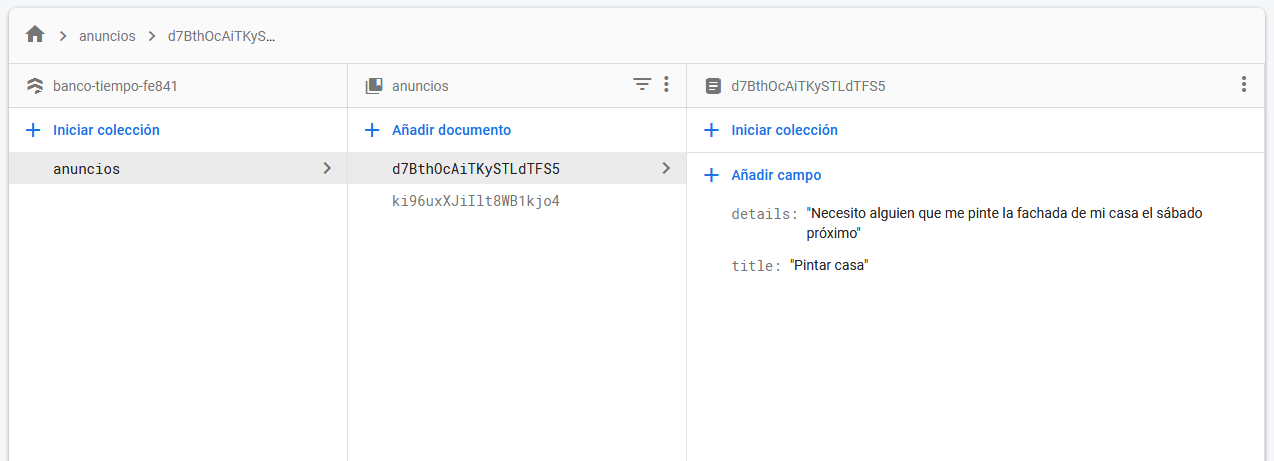 anuncios
d7BthOcAiTKyS...
banco-tiempo-fe841
anuncios
d7BthOcAiTKySTLdTFS5
Iniciar colección
Añadir documento
Iniciar colección
anuncios
d7BthOcAiTKySTLdTFS5
ki96uxXJiIlt8WB1kjo4
Añadir campo
details: "Necesito alguien que me pinte la fachada de mi casa el sábado
próximo"
title: "Pintar casa"